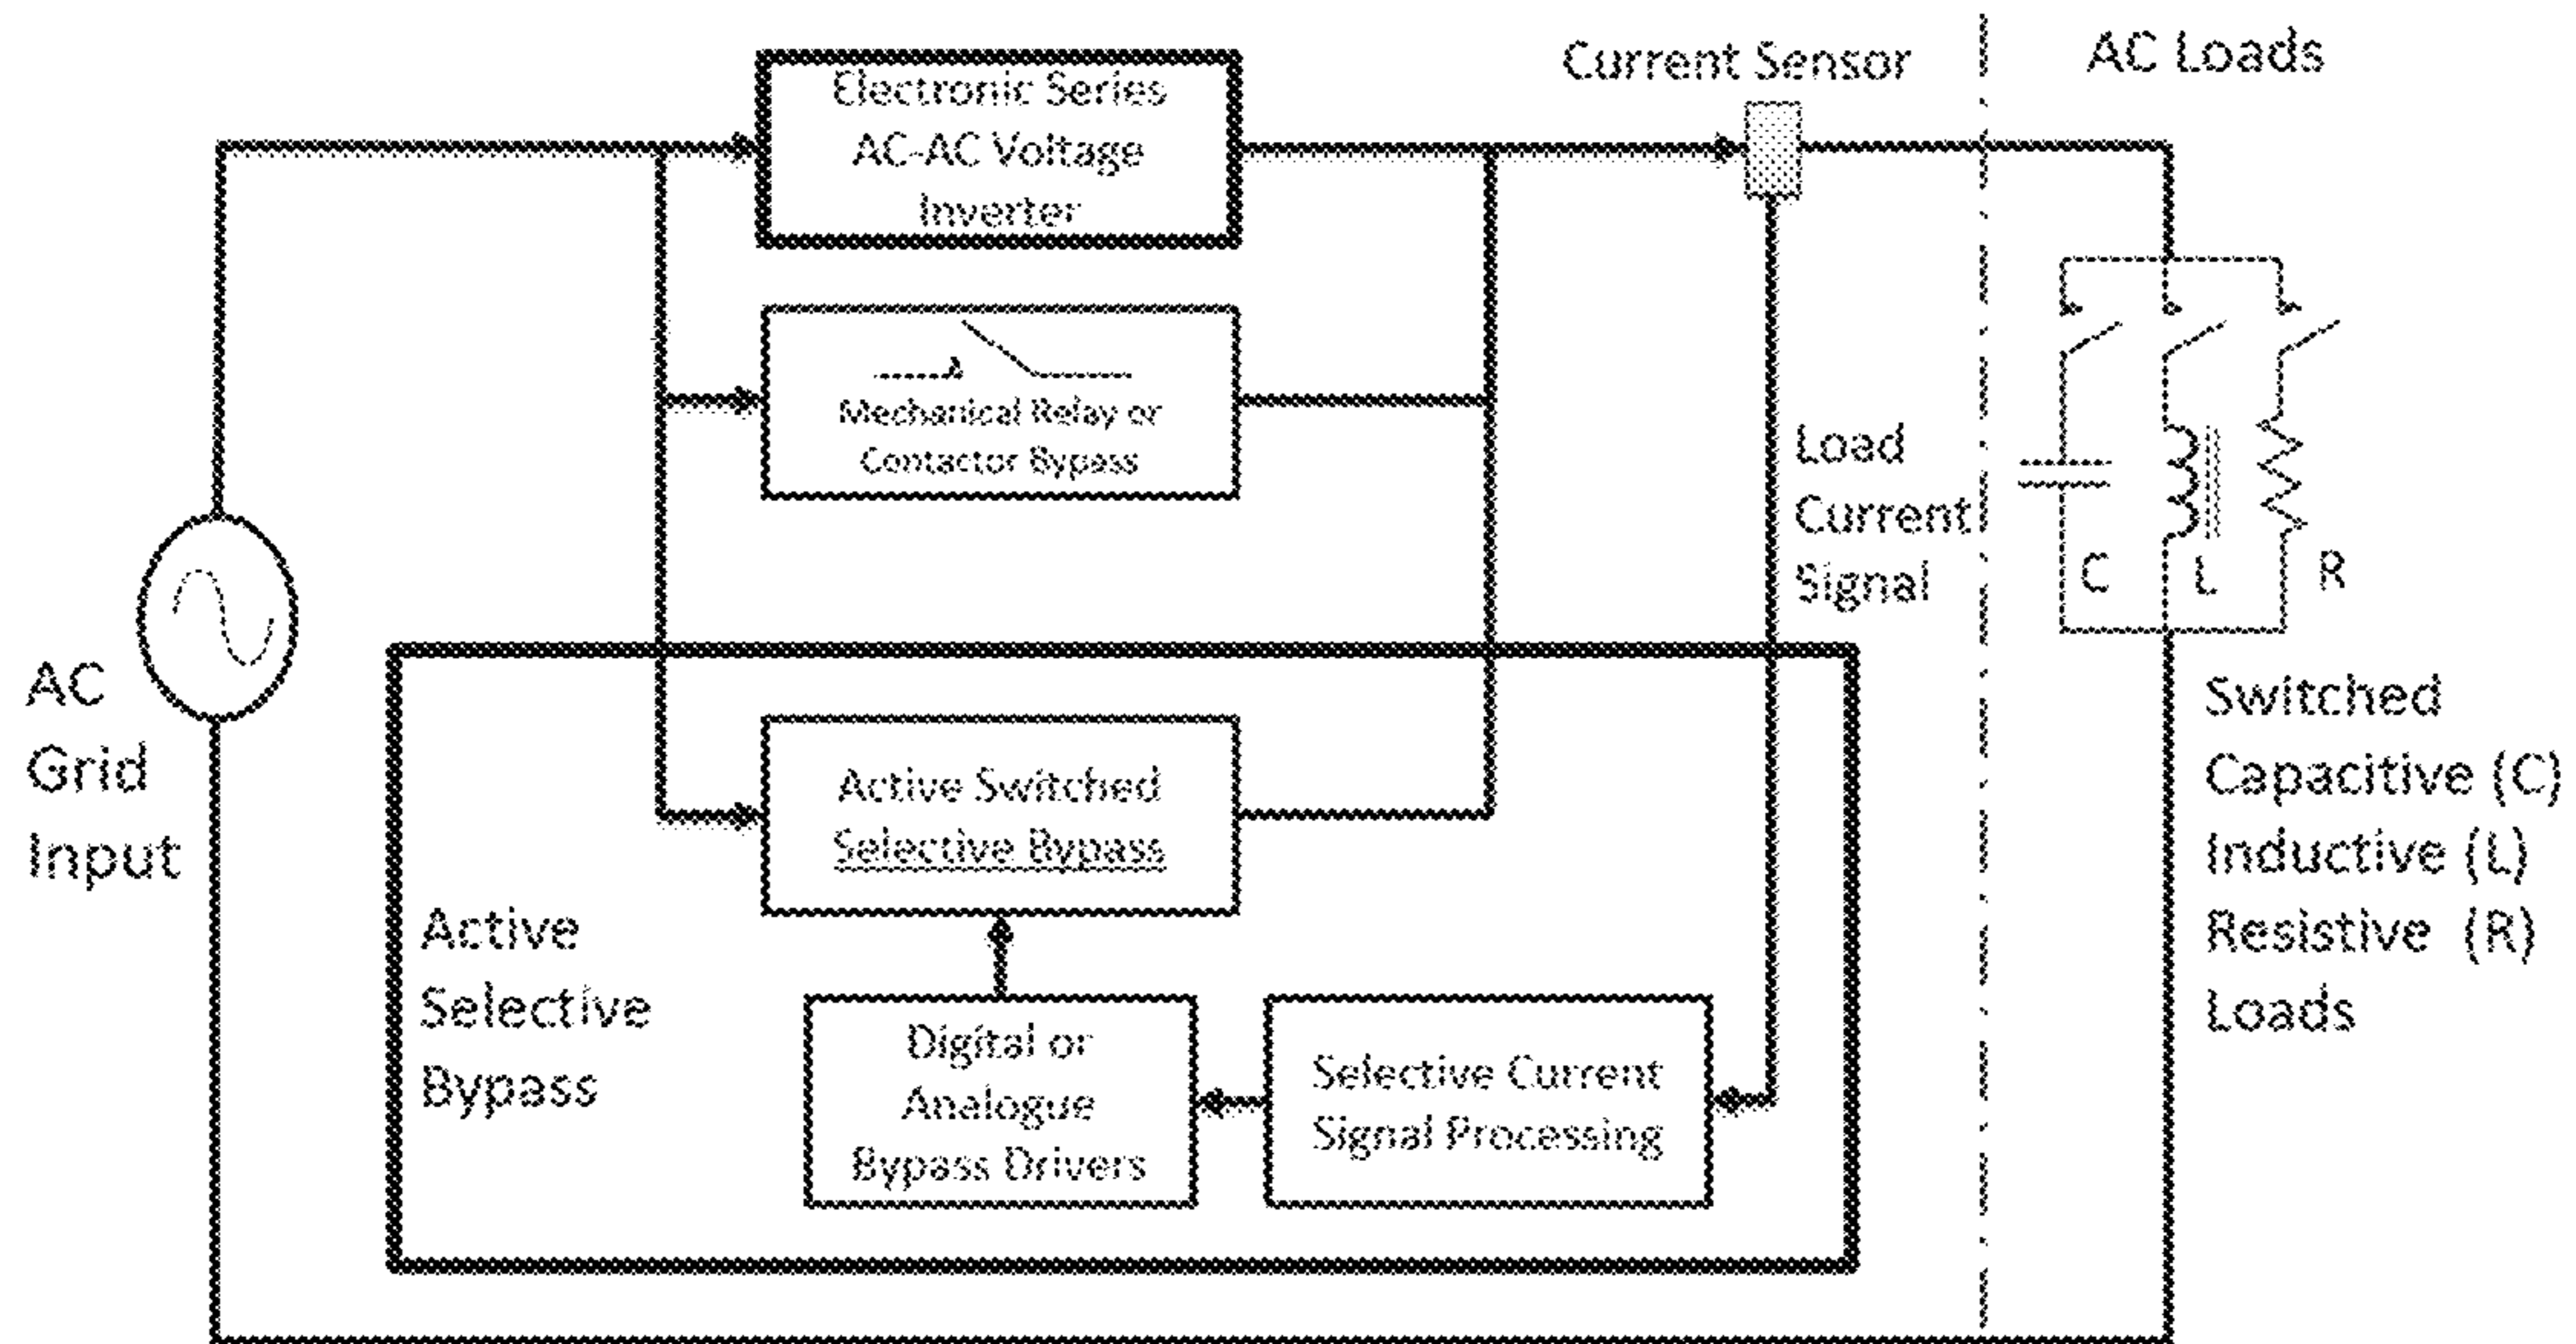 Current Sensor
AC Loads
Electronic Series
AC-AC Voltage
Inverter
Mechanical Relay or
Contactor Bypass
Load
Current
Signal
C
L
R
AC
Grid
Input
Switched
Capacitive (C)
Inductive (L)
Resistive (R)
Loads
Active Switched
Selective Bypass
Active
Selective
Bypass
Digital or
Analogue
Bypass Drivers
Selective Current
Signal Processing